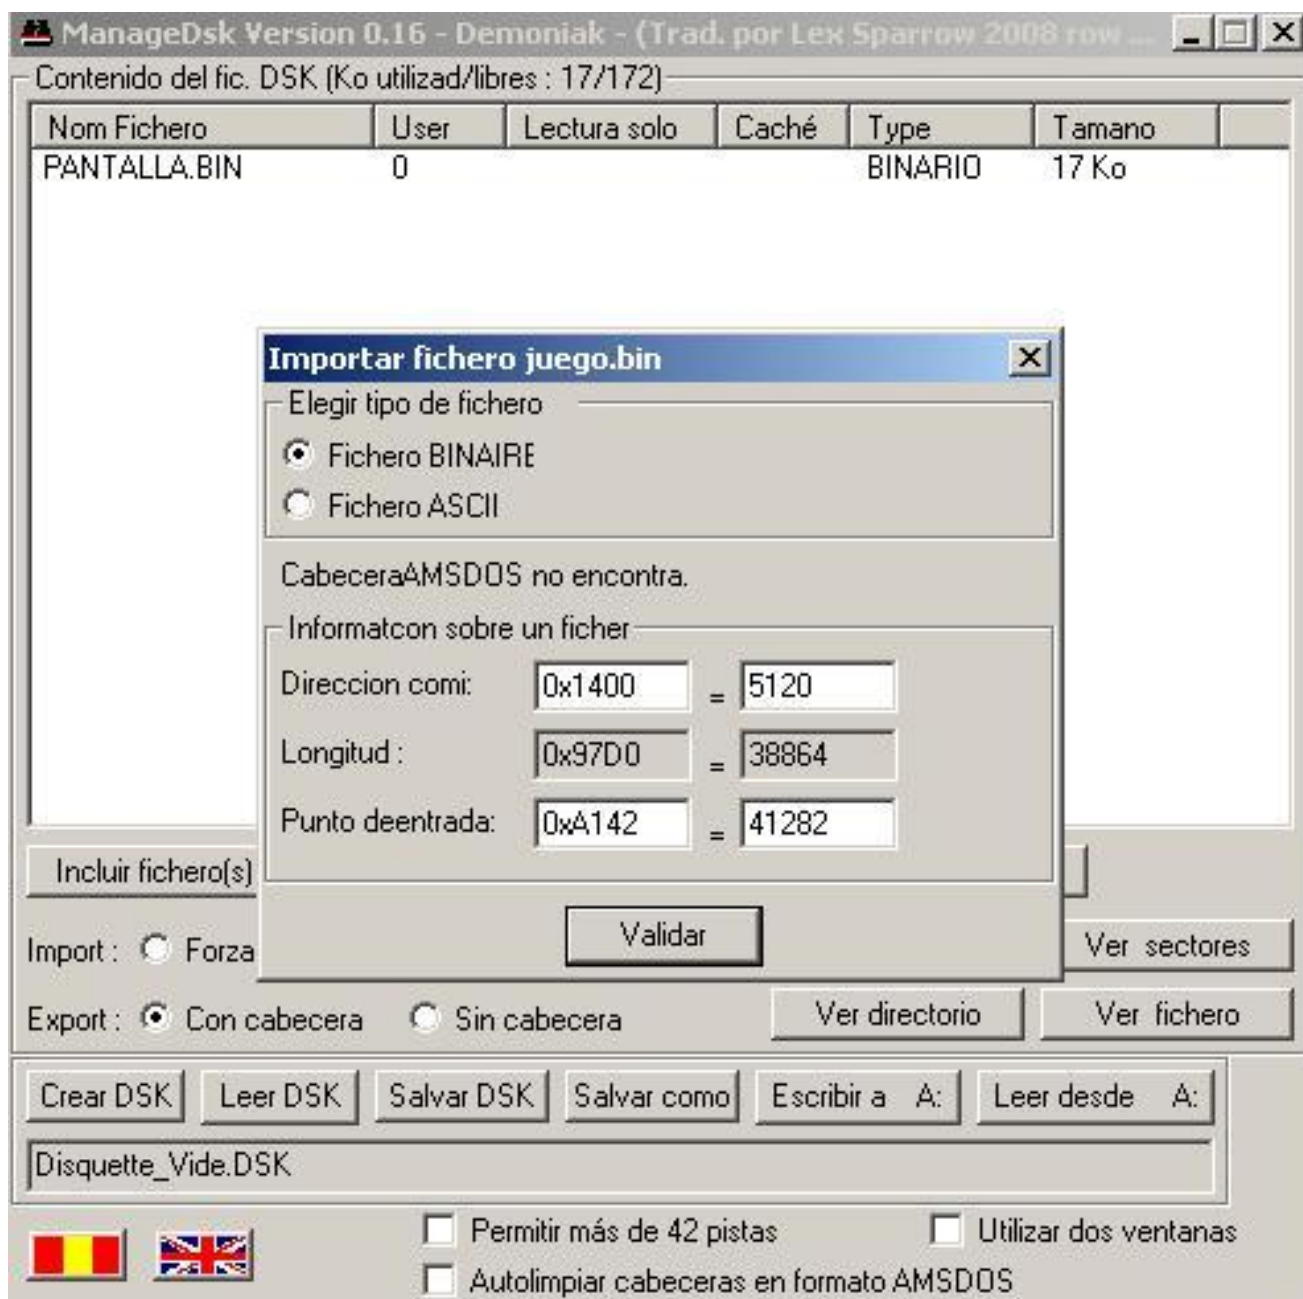 ManageDsk Version 0.16 - Demoniak - (Trad. por Lex Sparrow 2008 row ...
Contenido del fic. DSK (Ko utilizad/libres : 17/172)
Nom Fichero User Lectura solo Caché Type Tamano
PANTALLA.BIN 0 BINARIO 17 Ko
Importar fichero juego.bin
Elegir tipo de fichero
Fichero BINAIRE
Fichero ASCII
CabeceraAMSDOS no encontra.
Informatcon sobre un ficher
Direccion comi: 0x1400 = 5120
Longitud : 0x97D0 = 38864
Punto deentrada: 0xA142 = 41282
Validar
Incluir fichero(s)
Import : Forza
Ver sectores
Export : Con cabecera Sin cabecera Ver directorio Ver fichero
Crear DSK Leer DSK Salvar DSK Salvar como Escribir a A: Leer desde A:
Disquette_Vide.DSK
Permitir más de 42 pistas Utilizar dos ventanas
Autolimpiar cabeceras en formato AMSDOS